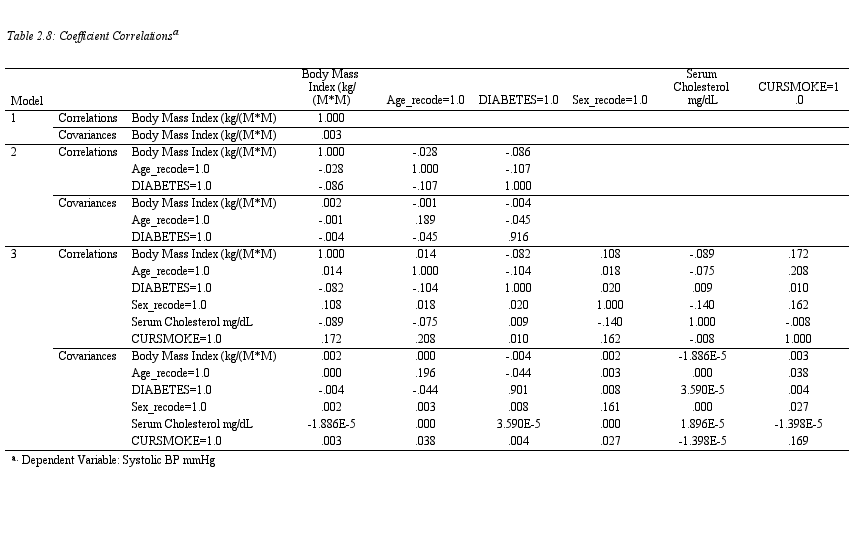 Table 2.8: Coefficient Correlationsa
Model Body Mass Index (kg/(M*M) Age_recode=1.0 DIABETES=1.0 Sex_recode=1.0 Serum Cholesterol mg/dL CURSMOKE=1.0
1 Correlations Body Mass Index (kg/(M*M) 1.000
Covariances Body Mass Index (kg/(M*M) .003
2 Correlations Body Mass Index (kg/(M*M) 1.000 -.028 -.086
Age_recode=1.0 -.028 1.000 -.107
DIABETES=1.0 -.086 -.107 1.000
Covariances Body Mass Index (kg/(M*M) .002 -.001 -.004
Age_recode=1.0 -.001 .189 -.045
DIABETES=1.0 -.004 -.045 .916
3 Correlations Body Mass Index (kg/(M*M) 1.000 .014 -.082 .108 -.089 .172
Age_recode=1.0 .014 1.000 -.104 .018 -.075 .208
DIABETES=1.0 -.082 -.104 1.000 .020 .009 .010
Sex_recode=1.0 .108 .018 .020 1.000 -.140 .162
Serum Cholesterol mg/dL -.089 -.075 .009 -.140 1.000 -.008
CURSMOKE=1.0 .172 .208 .010 .162 -.008 1.000
Covariances Body Mass Index (kg/(M*M) .002 .000 -.004 .002 -1.886E-5 .003
Age_recode=1.0 .000 .196 -.044 .003 .000 .038
DIABETES=1.0 -.004 -.044 .901 .008 3.590E-5 .004
Sex_recode=1.0 .002 .003 .008 .161 .000 .027
Serum Cholesterol mg/dL -1.886E-5 .000 3.590E-5 .000 1.896E-5 -1.398E-5
CURSMOKE=1.0 .003 .038 .004 .027 -1.398E-5 .169
a. Dependent Variable: Systolic BP mmHg